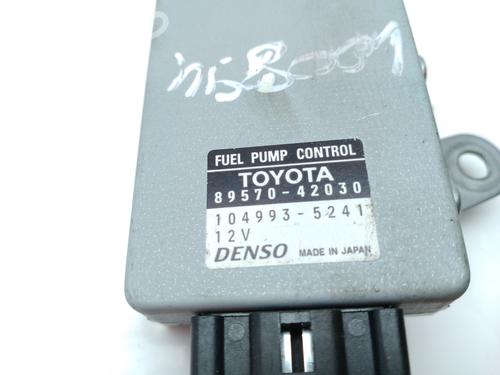 FUEL PUMP CONTROL
TOYOTA
89570-42030
104993-5241
12V
DENSO MADE IN JAPAN